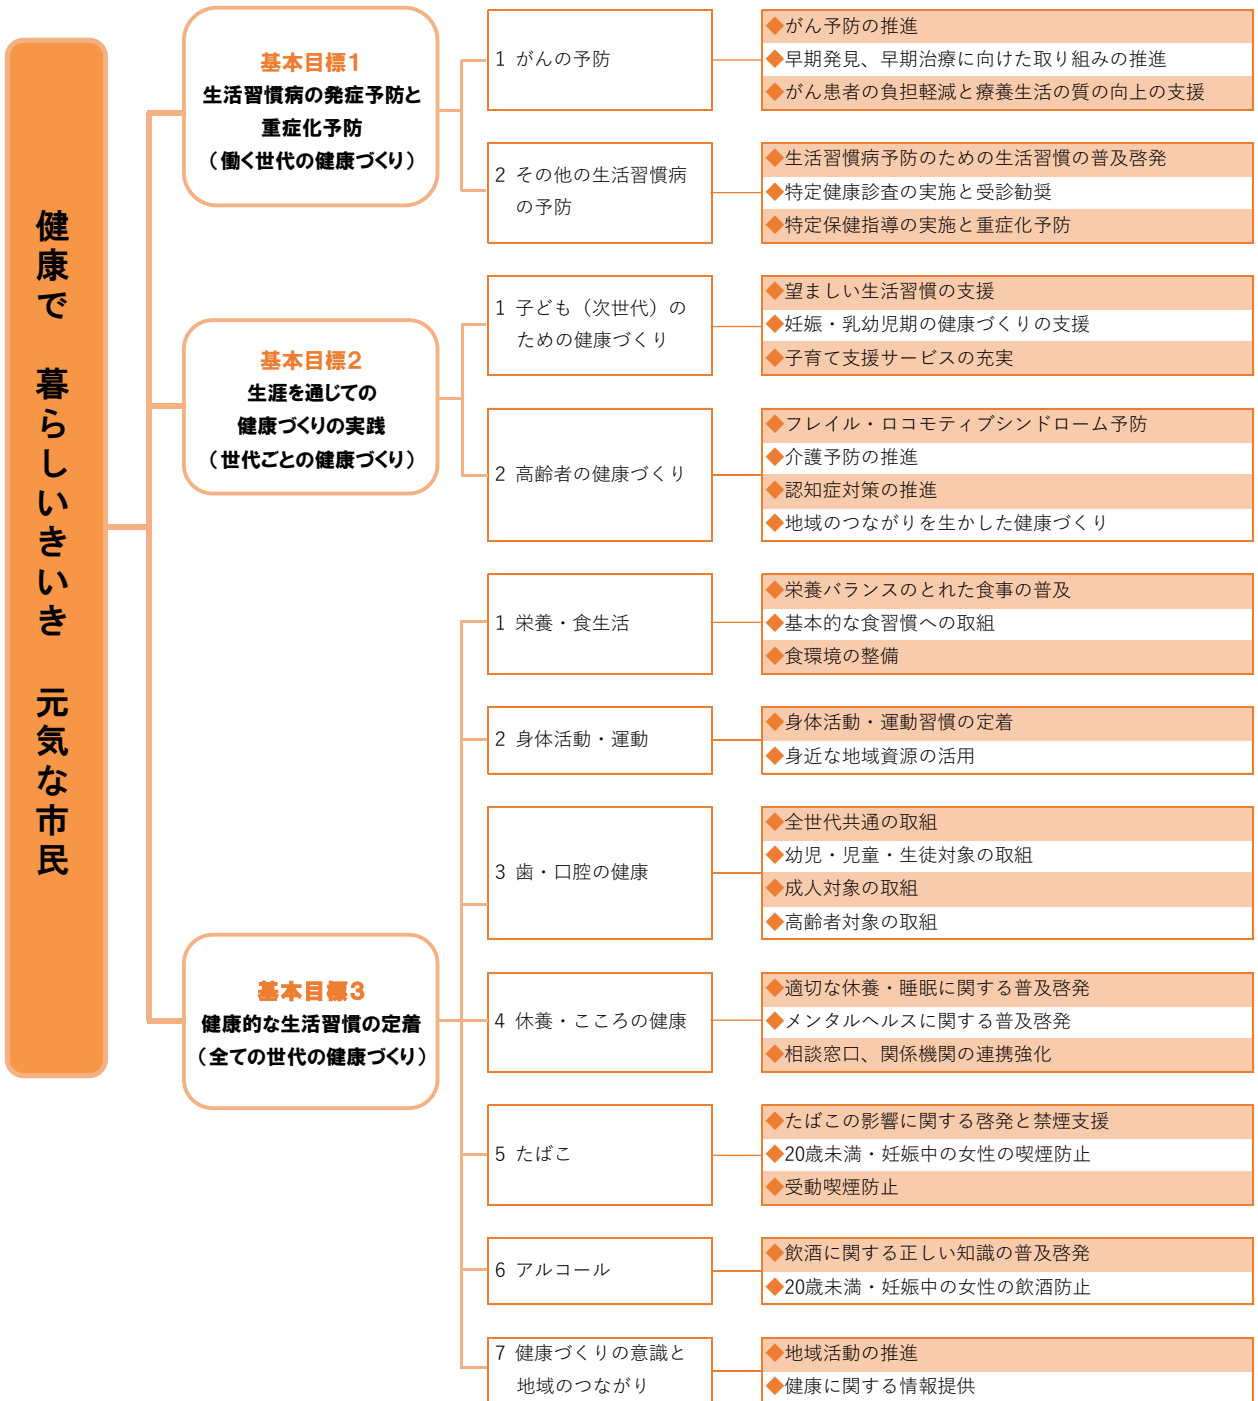 健康で 暮らしいきいき 元気な市民
基本目標1
生活習慣病の発症予防と
重症化予防
(働く世代の健康づくり)
1 がんの予防
◆がん予防の推進
◆早期発見、早期治療に向けた取り組みの推進
◆がん患者の負担軽減と療養生活の質の向上の支援
2 その他の生活習慣病
の予防
◆生活習慣病予防のための生活習慣の普及啓発
◆特定健康診査の実施と受診勧奨
◆特定保健指導の実施と重症化予防
基本目標2
生涯を通じての
健康づくりの実践
(世代ごとの健康づくり)
1 子ども(次世代)の
ための健康づくり
◆望ましい生活習慣の支援
◆妊娠・乳幼児期の健康づくりの支援
◆子育て支援サービスの充実
2 高齢者の健康づくり
◆フレイル・ロコモティブシンドローム予防
◆介護予防の推進
◆認知症対策の推進
◆地域のつながりを生かした健康づくり
基本目標3
健康的な生活習慣の定着
(全ての世代の健康づくり)
1 栄養・食生活
◆栄養バランスのとれた食事の普及
◆基本的な食習慣への取組
◆食環境の整備
2 身体活動・運動
◆身体活動・運動習慣の定着
◆身近な地域資源の活用
3 歯・口腔の健康
◆全世代共通の取組
◆幼児・児童・生徒対象の取組
◆成人対象の取組
◆高齢者対象の取組
4 休養・こころの健康
◆適切な休養・睡眠に関する普及啓発
◆メンタルヘルスに関する普及啓発
◆相談窓口、関係機関の連携強化
5 たばこ
◆たばこの影響に関する啓発と禁煙支援
◆20歳未満・妊娠中の女性の喫煙防止
◆受動喫煙防止
6 アルコール
◆飲酒に関する正しい知識の普及啓発
◆20歳未満・妊娠中の女性の飲酒防止
7 健康づくりの意識と
地域のつながり
◆地域活動の推進
◆健康に関する情報提供